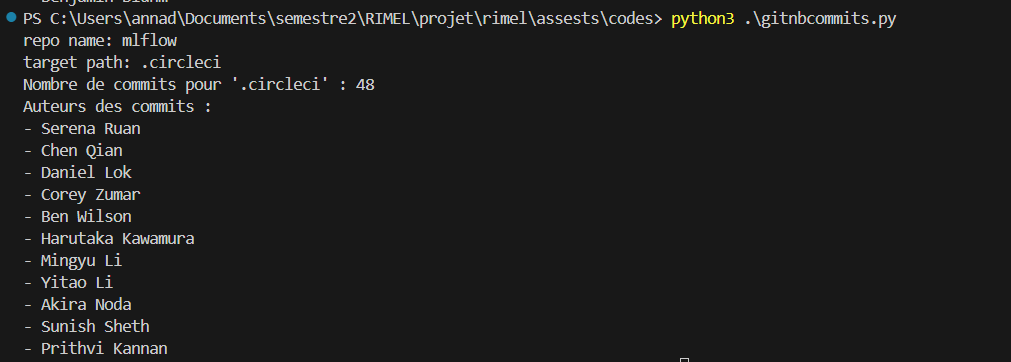 PS C:\Users\annad\Documents\semestre2\RIMEL\projet\rimel\assests\codes> python3 .\gitnbcommits.py
repo name: mlflow
target path: .circleci
Nombre de commits pour '.circleci' : 48
Auteurs des commits :
- Serena Ruan
- Chen Qian
- Daniel Lok
- Corey Zumar
- Ben Wilson
- Harutaka Kawamura
- Mingyu Li
- Yitao Li
- Akira Noda
- Sunish Sheth
- Prithvi Kannan